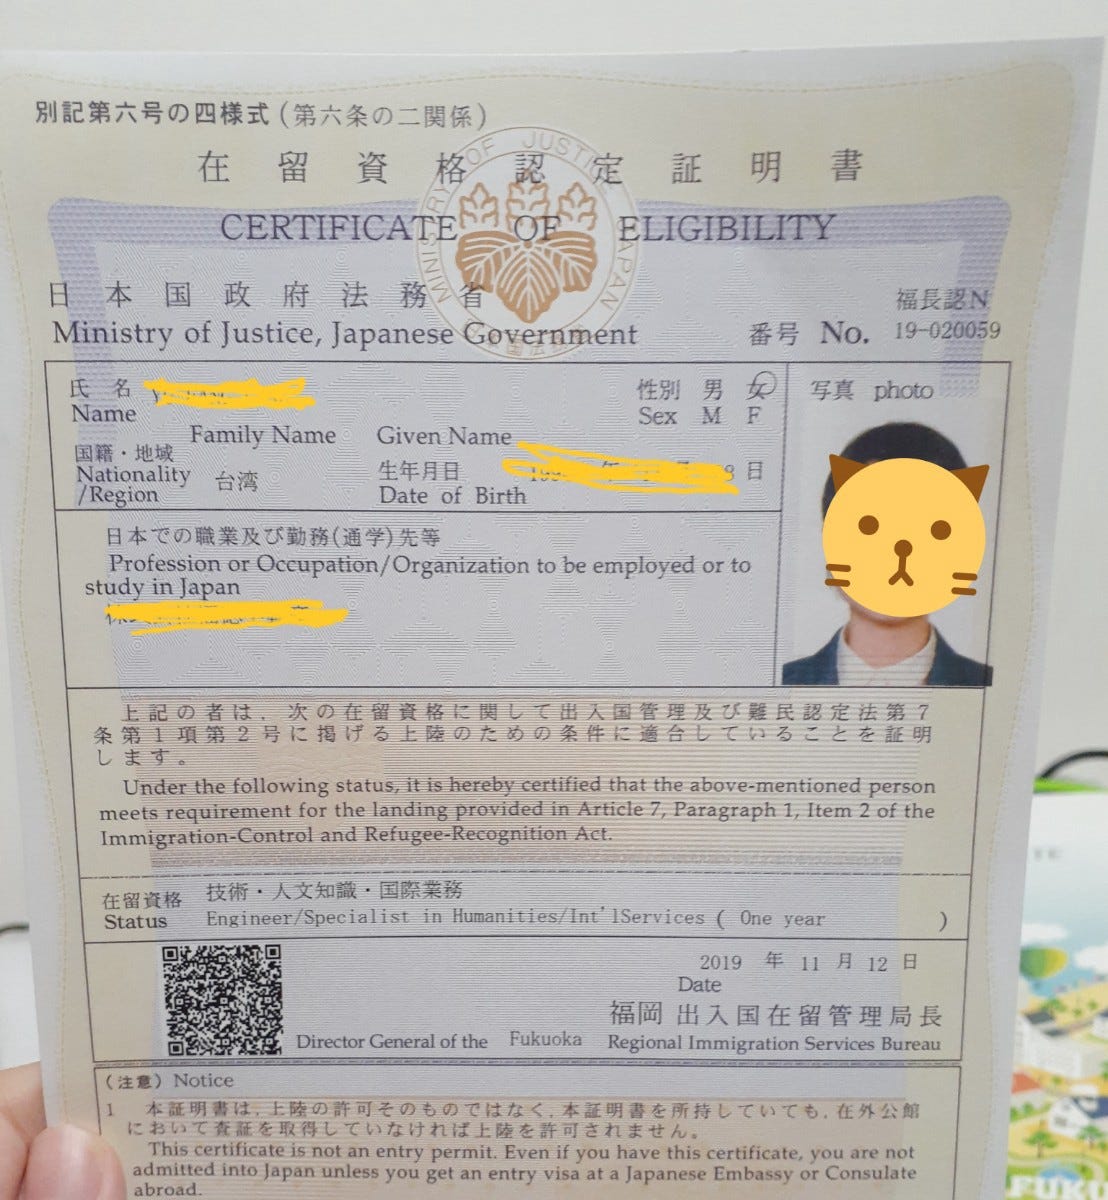 別記第六号の四様式(第六条の二関係)
在留資格認定証明書
CERTIFICATE OF ELIGIBILITY
MINISTRY OF JUSTICE JAPAN
日本国政府法務省
Ministry of Justice, Japanese Government
福長認N
番号 No. 19-020059
氏 名
Name
Family Name Given Name
性別 男 女
Sex M F
写真 photo
国籍・地域
Nationality
/Region
台湾
生年月日 年 日
Date of Birth
日本での職業及び勤務(通学)先等
Profession or Occupation/Organization to be employed or to
study in Japan
上記の者は、次の在留資格に関して出入国管理及び難民認定法第7
条第1項第2号に掲げる上陸のための条件に適合していることを証明
します。
Under the following status, it is hereby certified that the above-mentioned person
meets requirement for the landing provided in Article 7, Paragraph 1, Item 2 of the
Immigration-Control and Refugee-Recognition Act.
在留資格
Status
技術・人文知識・国際業務
Engineer/Specialist in Humanities/Int'lServices ( One year )
2019 年 11 月 12 日
Date
福岡 出入国在留管理局長
Director General of the Fukuoka Regional Immigration Services Bureau
(注意) Notice
1 本証明書は、上陸の許可そのものではなく、本証明書を所持していても、在外公館
において査証を取得していなければ上陸を許可されません。
This certificate is not an entry permit. Even if you have this certificate, you are not
admitted into Japan unless you get an entry visa at a Japanese Embassy or Consulate
abroad.
FUKU